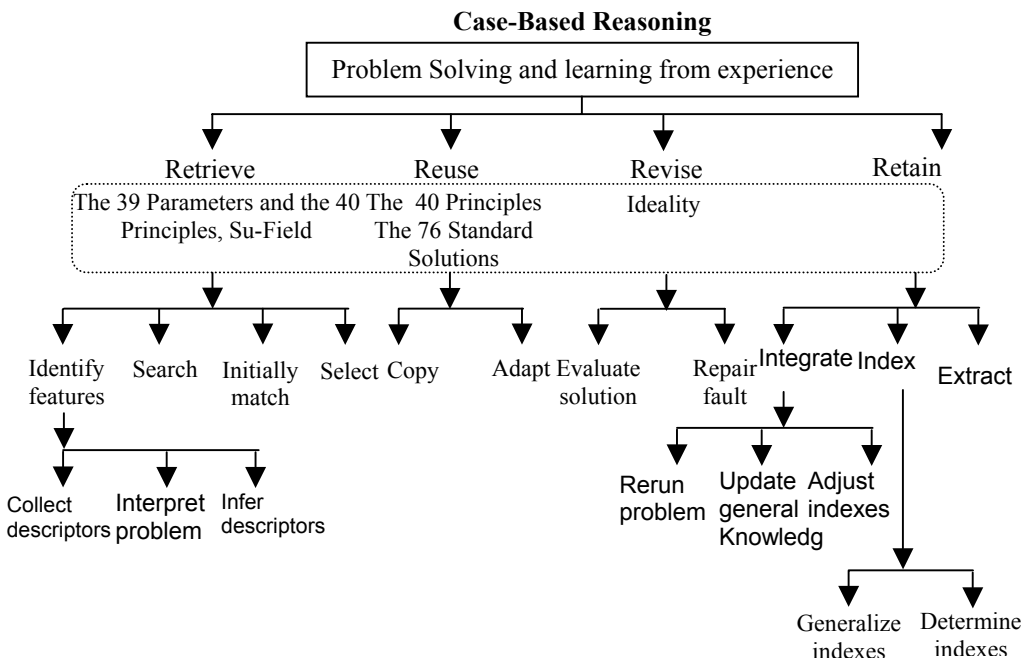 Case-Based Reasoning
Problem Solving and learning from experience
Retrieve Reuse Revise Retain
The 39 Parameters and the 40 The 40 Principles Ideality
Principles, Su-Field The 76 Standard
Solutions
Identify
features
Search
Initially
match
Select
Copy
Adapt
Evaluate
solution
Repair
fault
Integrate
Index
Extract
Collect
descriptors
Interpret
problem
Infer
descriptors
Rerun
problem
Update
general
Knowledg
Adjust
indexes
Generalize
indexes
Determine
indexes